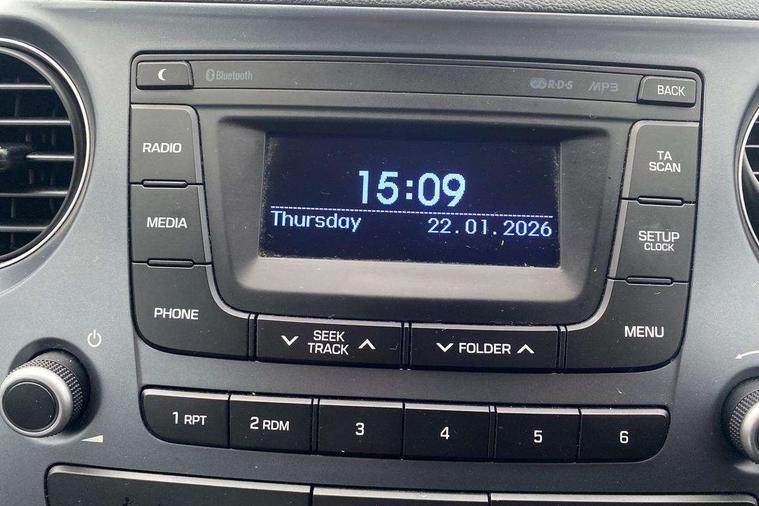 Bluetooth
R·D·S
MP3
BACK
RADIO
TA
SCAN
15:09
Thursday 22.01.2026
MEDIA
SETUP
CLOCK
PHONE
SEEK
TRACK
FOLDER
MENU
1 RPT
2 RDM
3
4
5
6